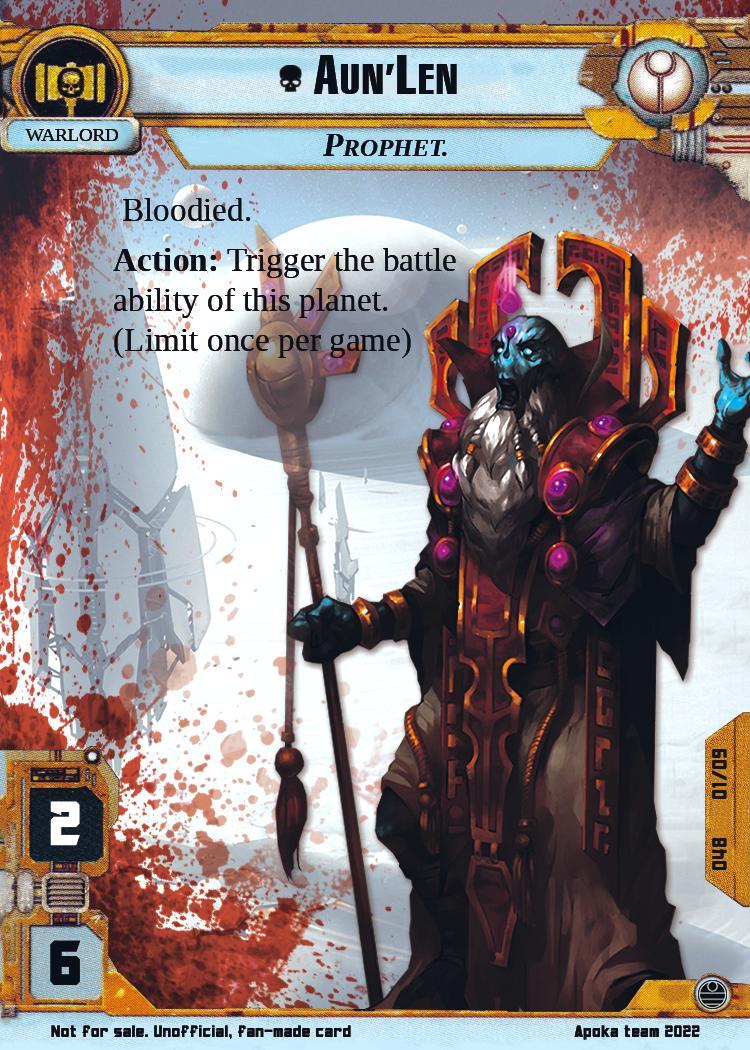 Aun'Len
WARLORD
Prophet.
Bloodied.
Action: Trigger the battle
ability of this planet.
(Limit once per game)
2
6
01/09
048
Not for sale. Unofficial, fan-made card
Apoka team 2022